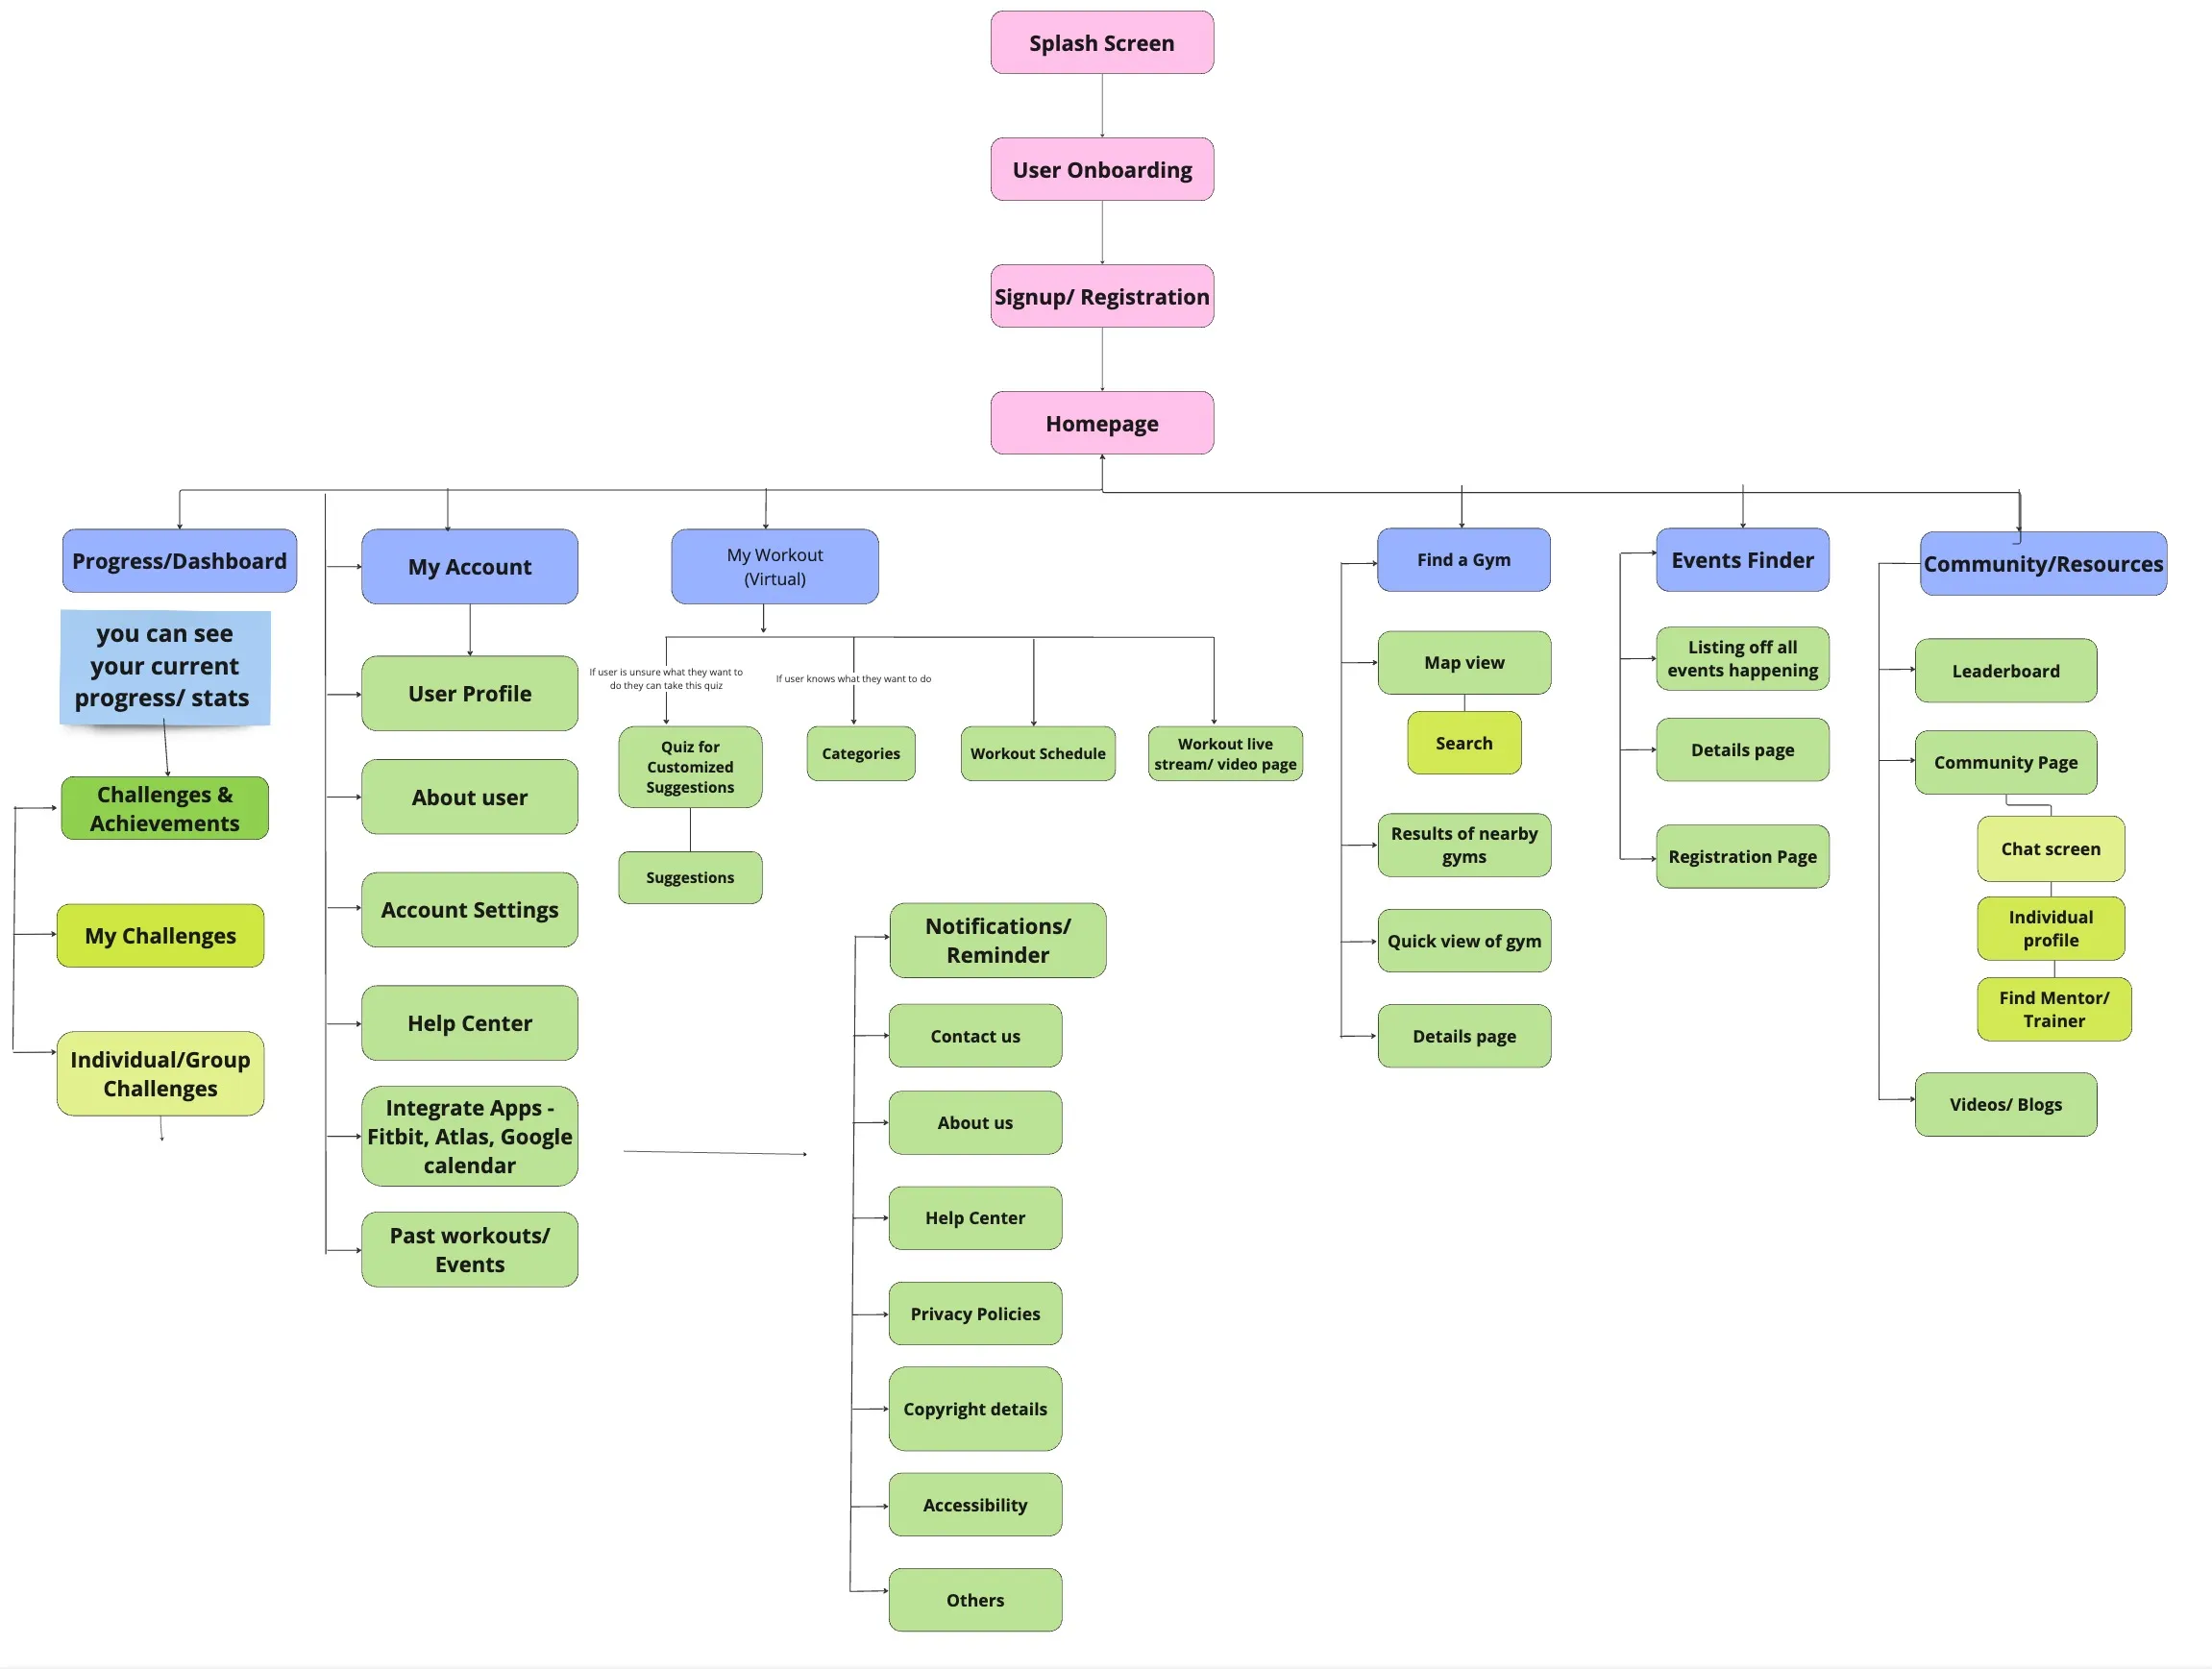 Splash Screen
User Onboarding
Signup/ Registration
Homepage
Progress/Dashboard
you can see
your current
progress/ stats
Challenges &
Achievements
My Challenges
Individual/Group
Challenges
My Account
User Profile
About user
Account Settings
Help Center
Integrate Apps -
Fitbit, Atlas, Google
calendar
Past workouts/
Events
My Workout
(Virtual)
If user is unsure what they want to
do they can take this quiz
If user knows what they want to do
Quiz for
Customized
Suggestions
Suggestions
Categories
Workout Schedule
Workout live
stream/ video page
Notifications/
Reminder
Contact us
About us
Help Center
Privacy Policies
Copyright details
Accessibility
Others
Find a Gym
Map view
Search
Results of nearby
gyms
Quick view of gym
Details page
Events Finder
Listing off all
events happening
Details page
Registration Page
Community/Resources
Leaderboard
Community Page
Chat screen
Individual
profile
Find Mentor/
Trainer
Videos/ Blogs